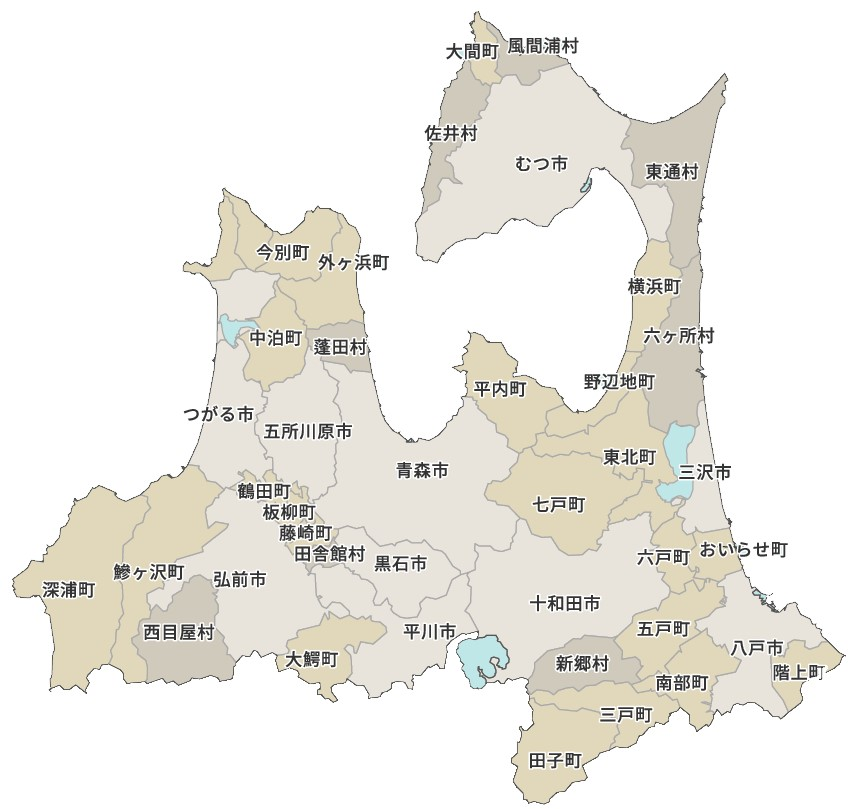 大間町
風間浦村
佐井村
むつ市
東通村
今別町
外ヶ浜町
横浜町
中泊町
蓬田村
六ヶ所村
平内町
野辺地町
つがる市
五所川原市
青森市
東北町
三沢市
鶴田町
七戸町
板柳町
藤崎町
田舎館村
おいらせ町
六戸町
黒石市
鰺ヶ沢町
弘前市
深浦町
十和田市
西目屋村
平川市
五戸町
八戸市
大鰐町
新郷村
階上町
南部町
三戸町
田子町